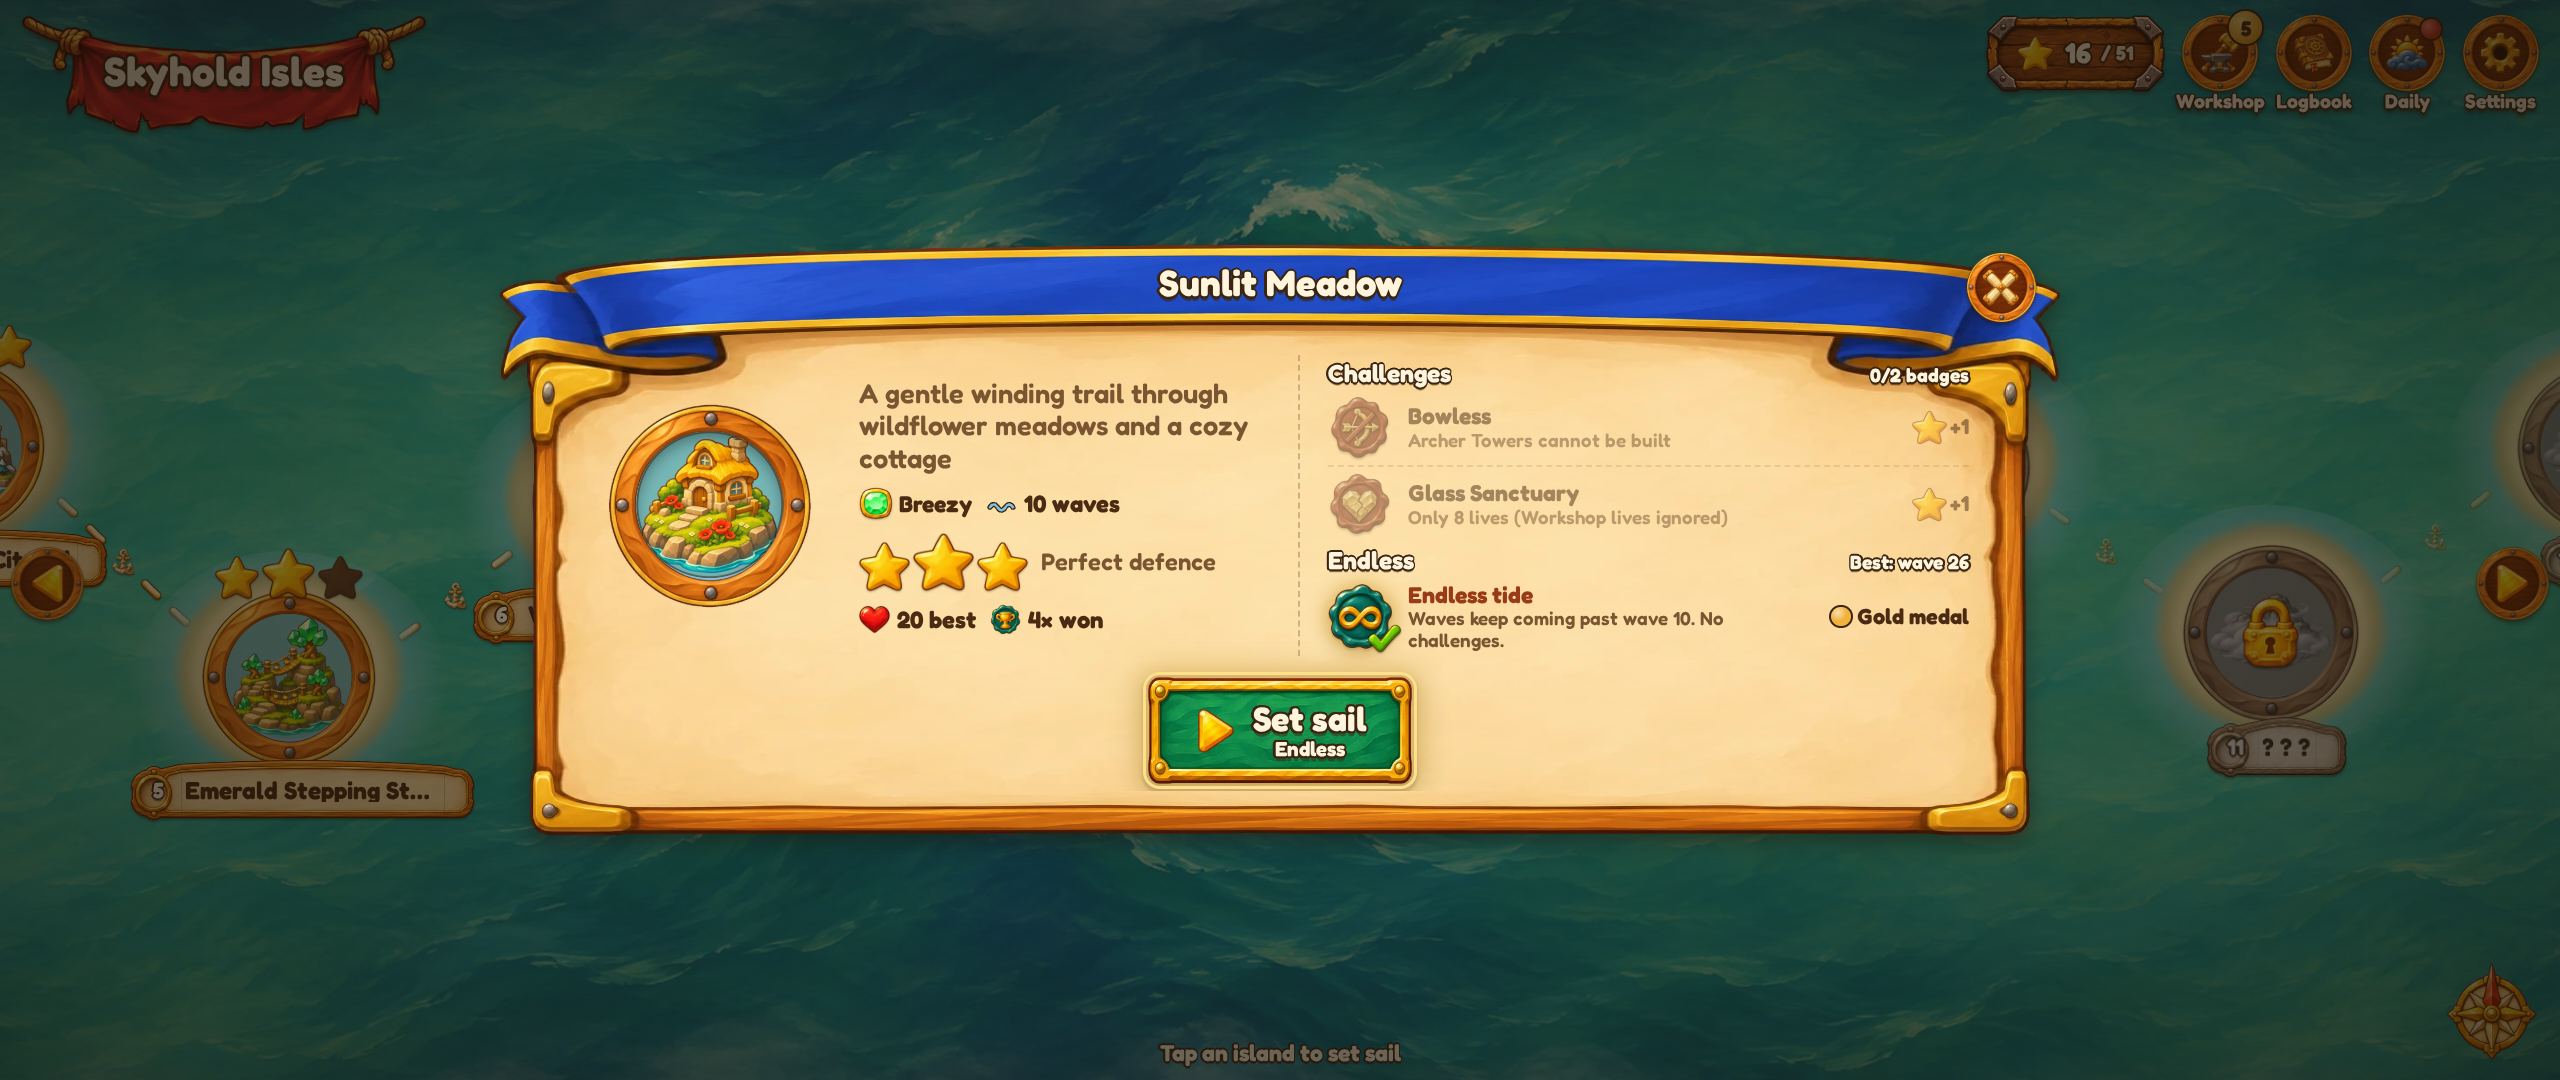 Skyhold Isles
16 / 51
5
Workshop
Logbook
Daily
Settings
Sunlit Meadow
A gentle winding trail through
wildflower meadows and a cozy
cottage
Breezy
10 waves
Perfect defence
20 best
4x won
Challenges
0/2 badges
Bowless
Archer Towers cannot be built
+1
Glass Sanctuary
Only 8 lives (Workshop lives ignored)
+1
Endless
Best: wave 26
Endless tide
Waves keep coming past wave 10. No
challenges.
Gold medal
Set sail
Endless
6
5
Emerald Stepping St...
11
???
Tap an island to set sail